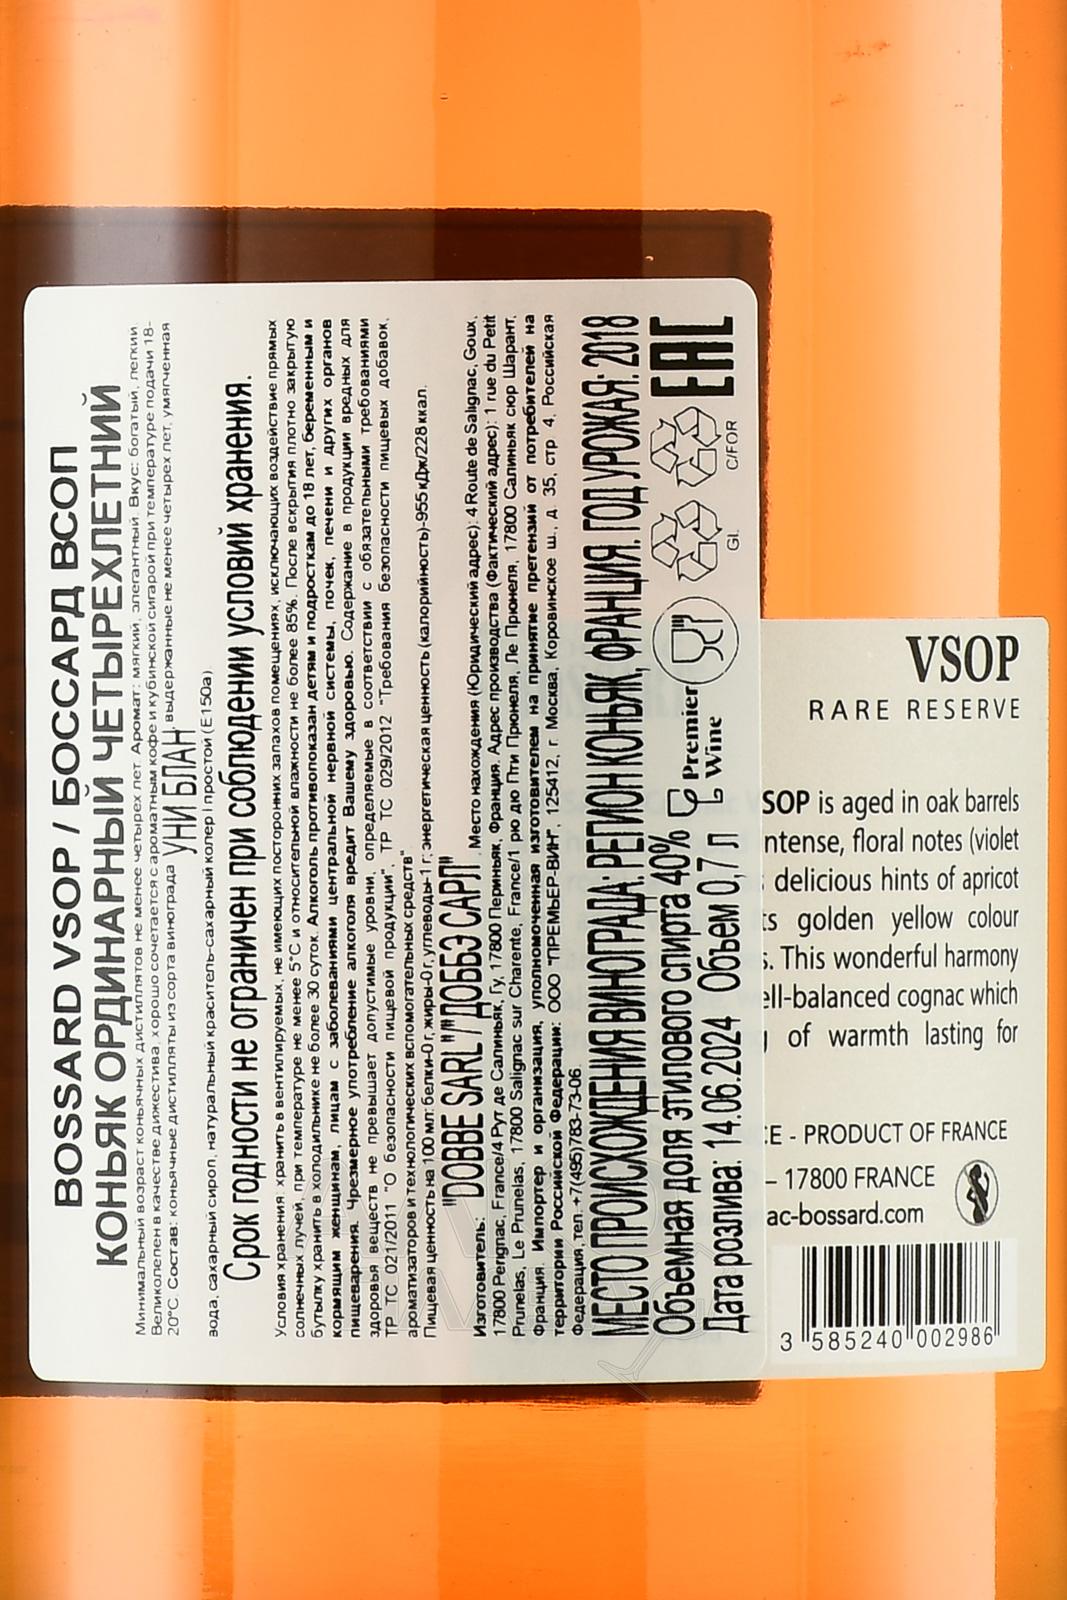 BOSSARD VSOP / БОССАРД ВСОП
КОНЬЯК ОРДИНАРНЫЙ ЧЕТЫРЕХЛЕТНИЙ
Минимальный возраст коньячных дистиллятов не менее четырех лет. Аромат: мягкий, элегантный. Вкус: богатый, легкий
Великолепен в качестве дижестива, хорошо сочетается с ароматным кофе и кубинской сигарой при температуре подачи 18-
20°С. Состав: коньячные дистилляты из сорта винограда УНИ БЛАН, выдержанные не менее четырех лет, умягченная
вода, сахарный сироп, натуральный краситель-сахарный колер I простой (Е150а).
Срок годности не ограничен при соблюдении условий хранения.
Условия хранения: хранить в вентилируемых, не имеющих посторонних запахов помещениях, исключающих воздействие прямых
солнечных лучей, при температуре не менее 5°С и относительной влажности не более 85%. После вскрытия плотно закрытую
бутылку хранить в холодильнике не более 30 суток. Алкоголь противопоказан детям и подросткам до 18 лет, беременным и
кормящим женщинам, лицам с заболеваниями центральной нервной системы, почек, печени и других органов
пищеварения. Чрезмерное употребление алкоголя вредит Вашему здоровью. Содержание в продукции вредных для
здоровья веществ не превышает допустимые уровни, определяемые в соответствии с обязательными требованиями
ТР ТС 021/2011 "О безопасности пищевой продукции", ТР ТС 029/2012 "Требования безопасности пищевых добавок,
ароматизаторов и технологических вспомогательных средств"
Пищевая ценность на 100 мл: белки-0 г, жиры-0 г, углеводы-1 г; энергетическая ценность (калорийность)-955 кДж/228 ккал.
Изготовитель: "DOBBE SARL"/"ДОББЭ САРЛ". Место нахождения (Юридический адрес): 4 Route de Salignac, Goux,
17800 Perignac, France/4 Рут де Салиньяк, Гу, 17800 Периньяк, Франция. Адрес производства (Фактический адрес): 1 rue du Petit
Prunelas, Le Prunelas, 17800 Salignac sur Charente, France/1 рю дю Пти Прюнеля, Ле Прюнеля, 17800 Салиньяк сюр Шарант,
Франция. Импортер и организация, уполномоченная изготовителем на принятие претензий от потребителей на
территории Российской Федерации: ООО "ПРЕМЬЕР-ВИН", 125412, г. Москва, Коровинское ш., д. 35, стр. 4, Российская
Федерация, тел. +7(495)783-73-06.
МЕСТО ПРОИСХОЖДЕНИЯ ВИНОГРАДА: РЕГИОН КОНЬЯК, ФРАНЦИЯ. ГОД УРОЖАЯ: 2018
Объемная доля этилового спирта 40%
Дата розлива: 14.06.2024 Объем 0,7 л
Premier
Wine
GL
C/FOR
EAC
VSOP
RARE RESERVE
SOP is aged in oak barrels
ntense, floral notes (violet
delicious hints of apricot
ts golden yellow colour
s. This wonderful harmony
ell-balanced cognac which
of warmth lasting for
CE - PRODUCT OF FRANCE
– 17800 FRANCE
ac-bossard.com
3 585240 002986